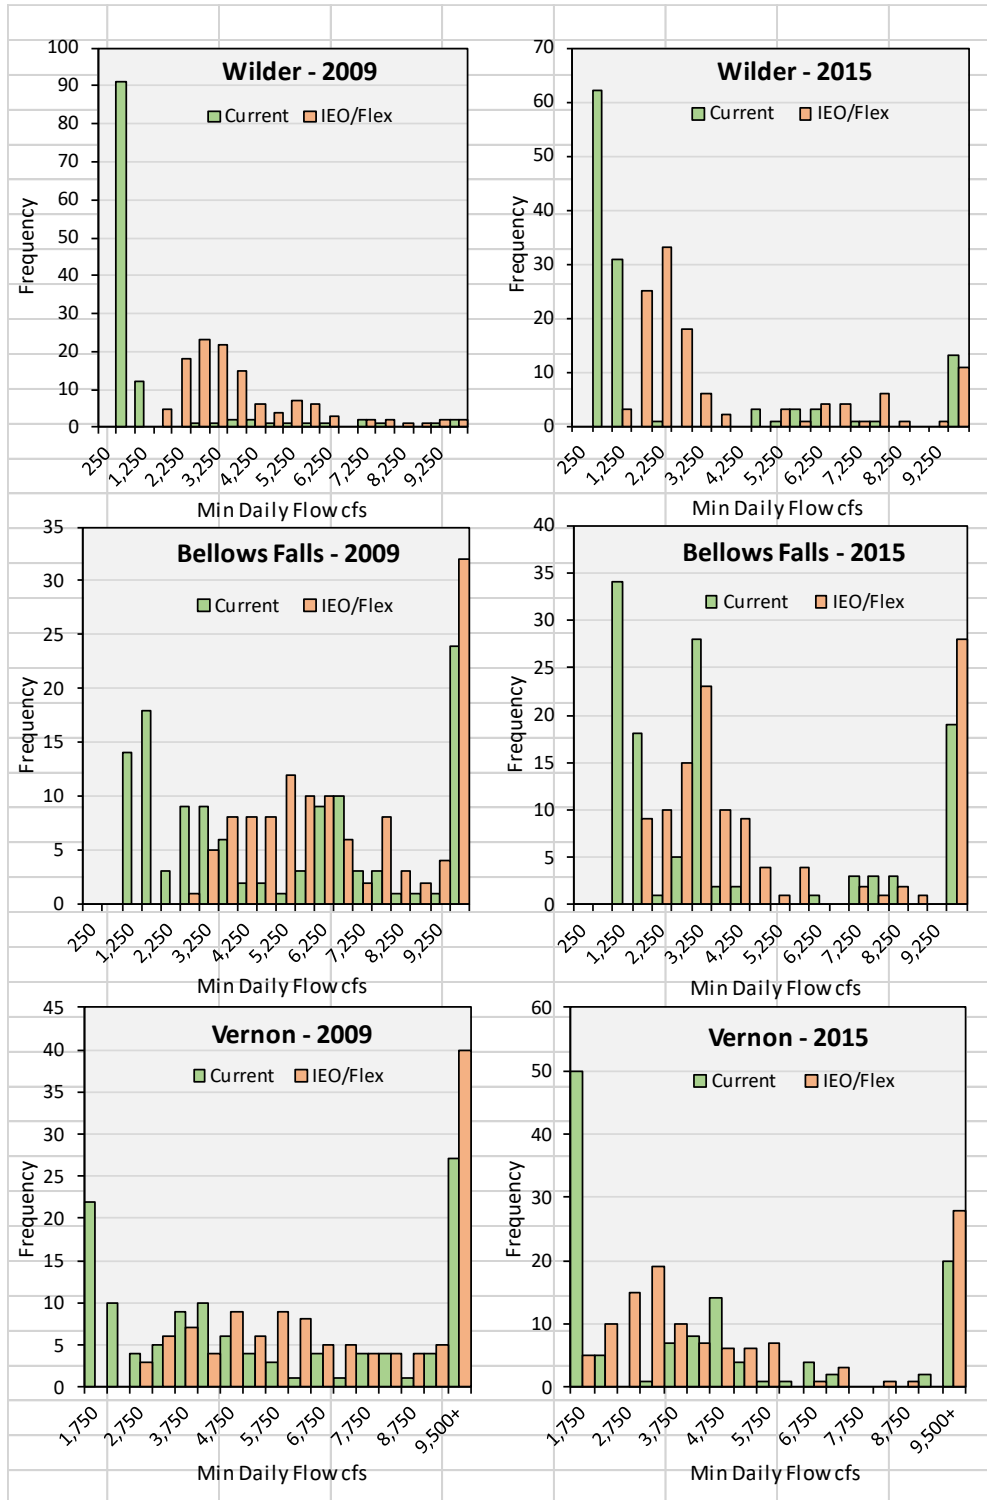 Wilder - 2009
Current IEO/Flex
100
90
80
70
60
50
40
30
20
10
0
Frequency
250 1,250 2,250 3,250 4,250 5,250 6,250 7,250 8,250 9,250
Min Daily Flow cfs
Wilder - 2015
Current IEO/Flex
70
60
50
40
30
20
10
0
Frequency
250 1,250 2,250 3,250 4,250 5,250 6,250 7,250 8,250 9,250
Min Daily Flow cfs
Bellows Falls - 2009
Current IEO/Flex
35
30
25
20
15
10
5
0
Frequency
250 1,250 2,250 3,250 4,250 5,250 6,250 7,250 8,250 9,250
Min Daily Flow cfs
Bellows Falls - 2015
Current IEO/Flex
40
35
30
25
20
15
10
5
0
Frequency
250 1,250 2,250 3,250 4,250 5,250 6,250 7,250 8,250 9,250
Min Daily Flow cfs
Vernon - 2009
Current IEO/Flex
45
40
35
30
25
20
15
10
5
0
Frequency
1,750 2,750 3,750 4,750 5,750 6,750 7,750 8,750 9,500+
Min Daily Flow cfs
Vernon - 2015
Current IEO/Flex
60
50
40
30
20
10
0
Frequency
1,750 2,750 3,750 4,750 5,750 6,750 7,750 8,750 9,500+
Min Daily Flow cfs